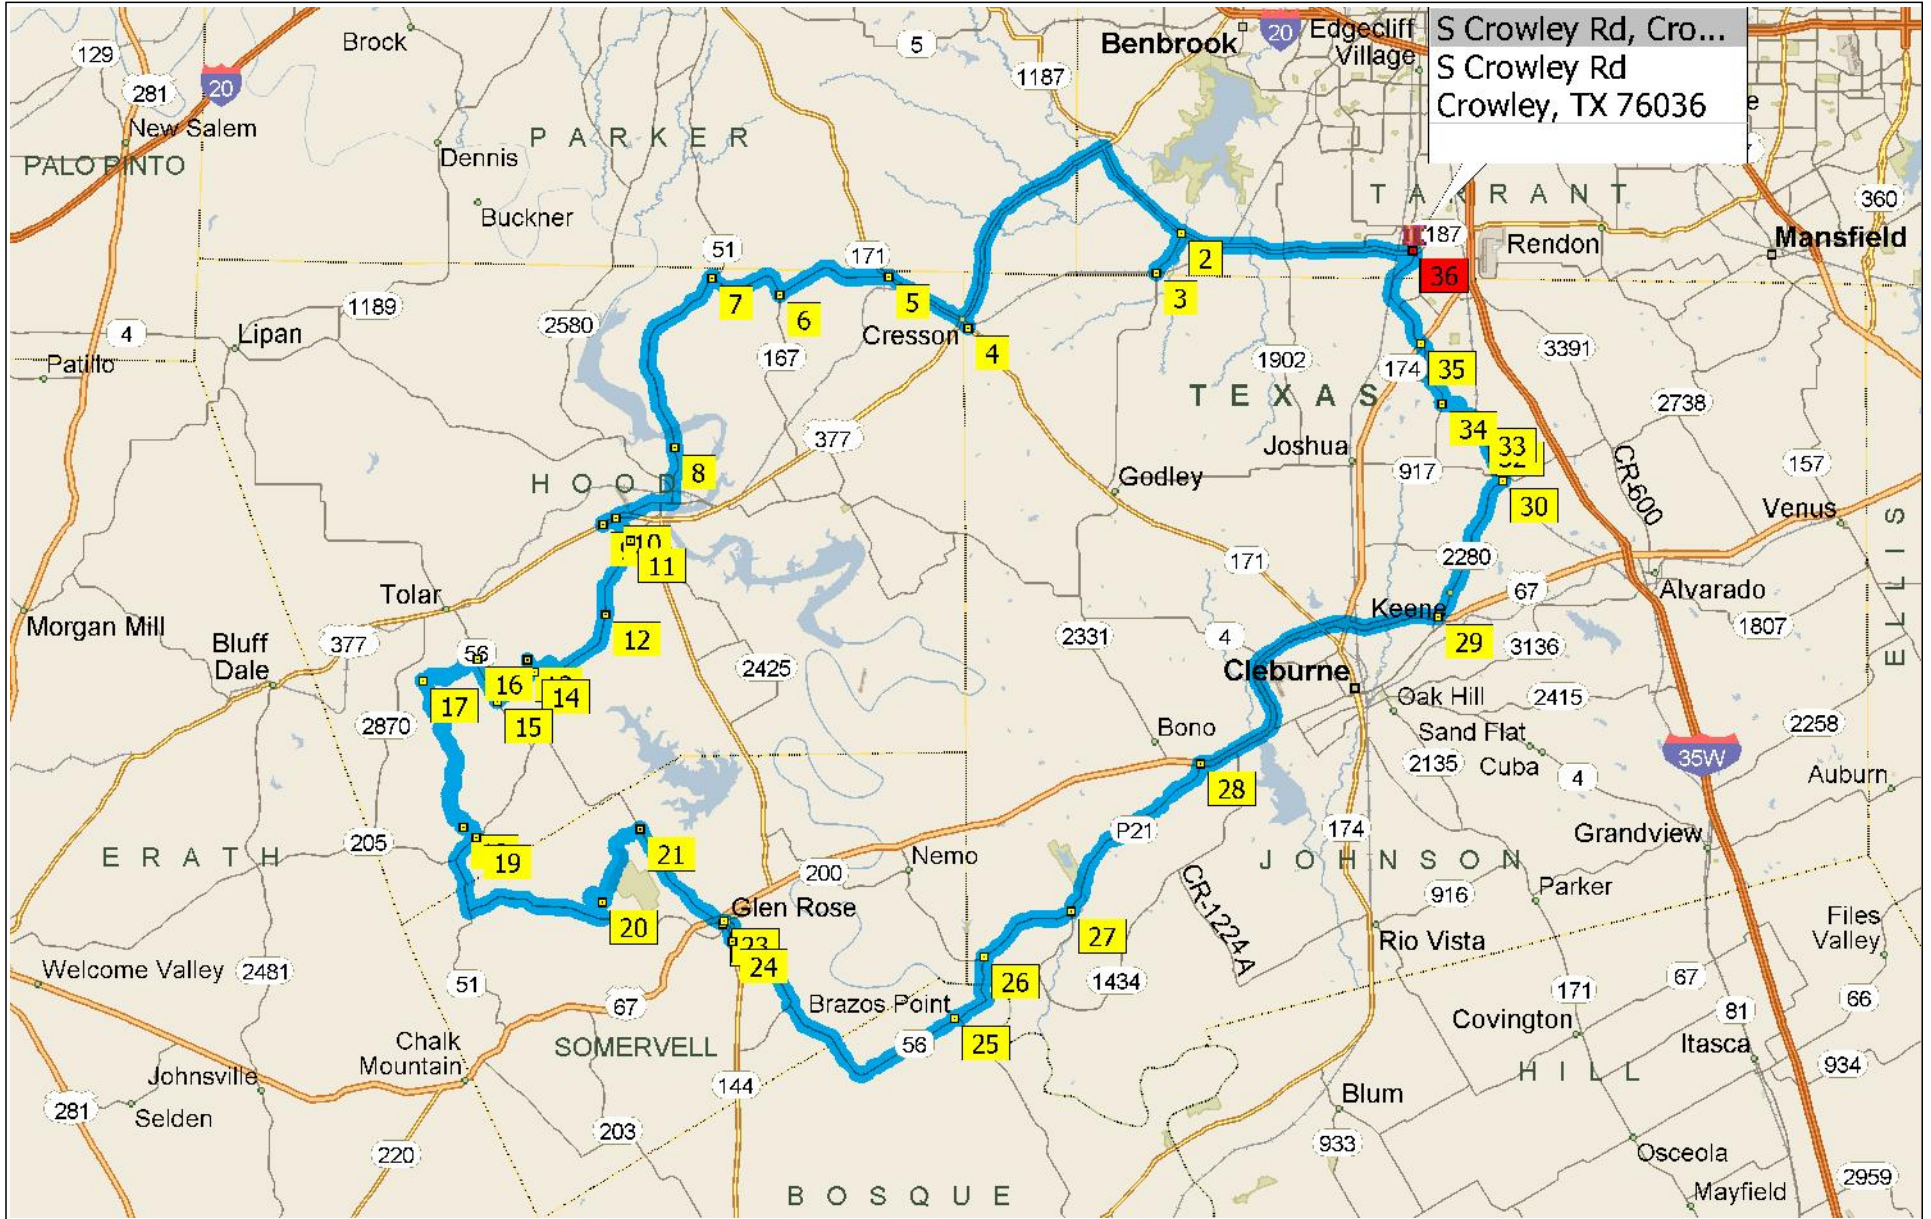 S Crowley Rd, Cro...
S Crowley Rd
Crowley, TX 76036
129
281
20
Brock
5
Benbrook
20
Edgecliff
Village
1187
New Salem
PALO PINTO
Dennis
PARKER
Buckner
TARRANT
360
187
Rendon
Mansfield
36
2
3
51
171
7
6
5
Cresson
4
1189
2580
4
Lipan
Patillo
167
1902
174
35
3391
TEXAS
2738
377
34
33
Joshua
917
CR-600
157
8
HOOD
Godley
30
Venus
ELLIS
10
11
171
2280
Tolar
Keene
67
Alvarado
Morgan Mill
12
2331
4
29
1807
Bluff
Dale
377
56
3136
2425
Cleburne
16
14
17
15
Oak Hill
2415
2870
Bono
Sand Flat
2258
35W
2135
Cuba
4
Auburn
28
P21
174
205
ERATH
19
21
Nemo
200
JOHNSON
Grandview
CR-1224 A
916
Parker
Glen Rose
20
23
27
Files
Valley
24
Rio Vista
Welcome Valley
2481
51
26
1434
67
171
66
Brazos Point
67
Covington
81
Chalk
Mountain
SOMERVELL
56
25
Itasca
934
Johnsville
144
HILL
281
Selden
Blum
203
933
220
Osceola
BOSQUE
2959
Mayfield